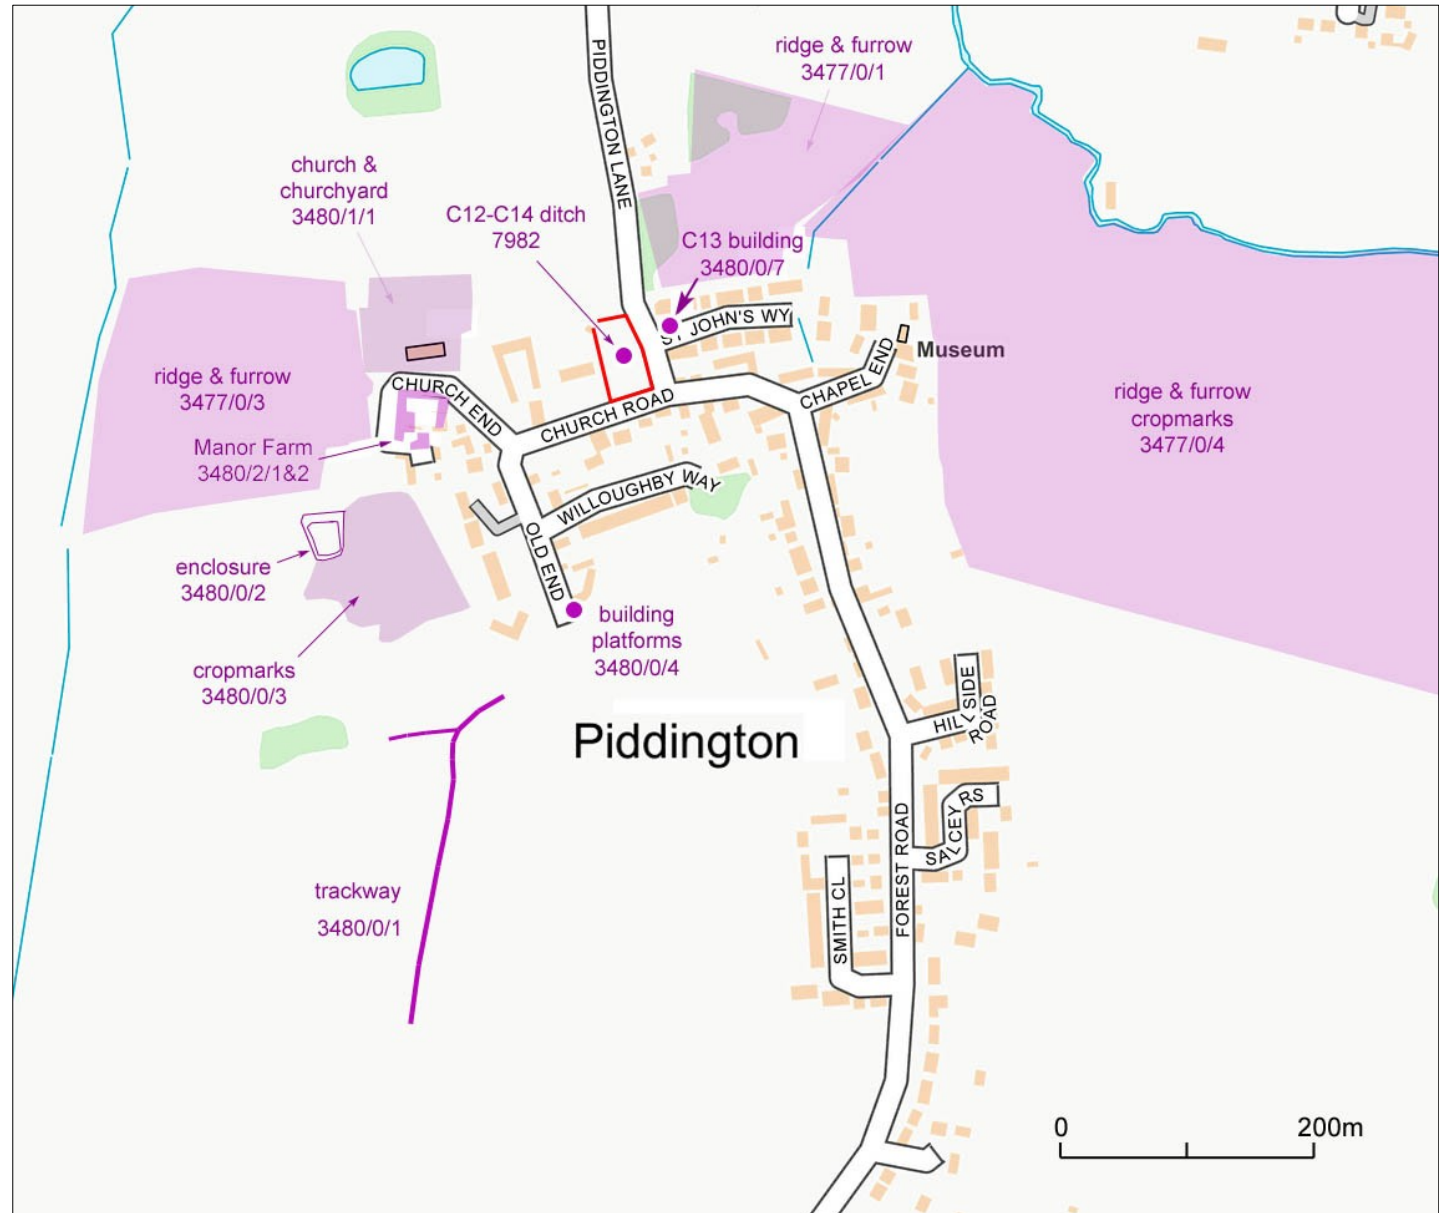 PIDDINGTON LANE
ridge & furrow
3477/0/1
church &
churchyard
3480/1/1
C12-C14 ditch
7982
C13 building
3480/0/7
ST JOHN'S WY
Museum
CHAPEL END
ridge & furrow
3477/0/3
CHURCH END
CHURCH ROAD
ridge & furrow
cropmarks
3477/0/4
Manor Farm
3480/2/1&2
WILLOUGHBY WAY
OLD END
enclosure
3480/0/2
building
platforms
3480/0/4
cropmarks
3480/0/3
Piddington
HILLSIDE
ROAD
SALCEY RS
FOREST ROAD
SMITH CL
trackway
3480/0/1
0
200m